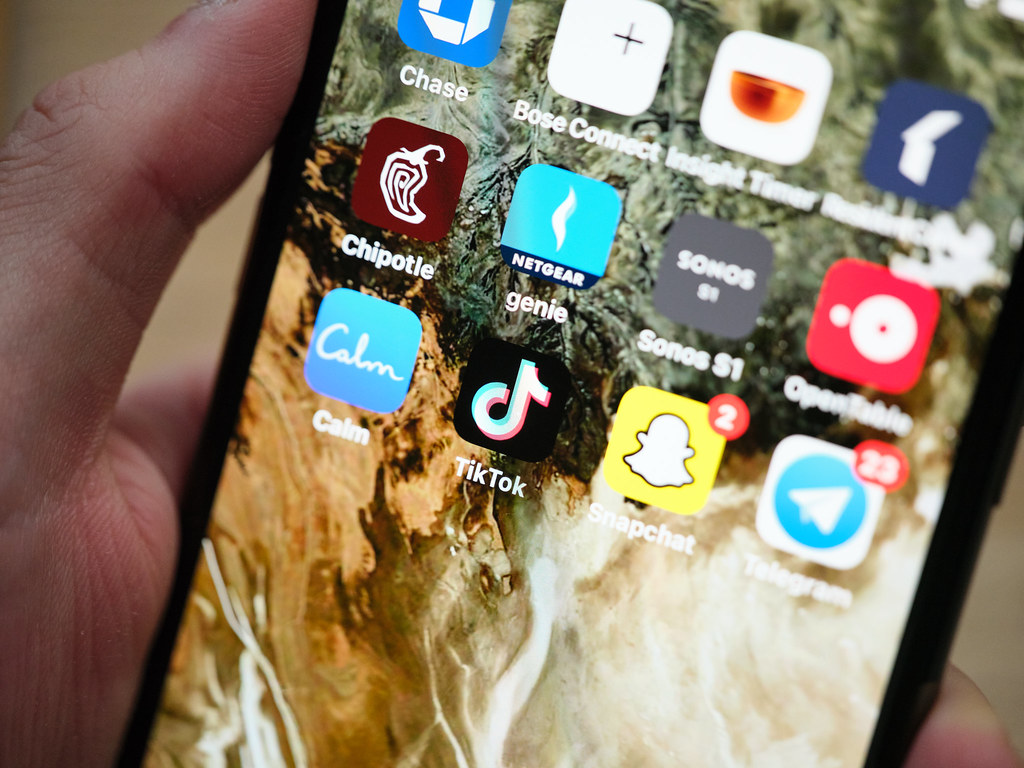 Chase
Bose Connect
Insight Timer
Chipotle
NETGEAR
genie
SONOS
S1
Sonos S1
OpenTable
Calm
Calm
TikTok
2
Snapchat
23
Telegram